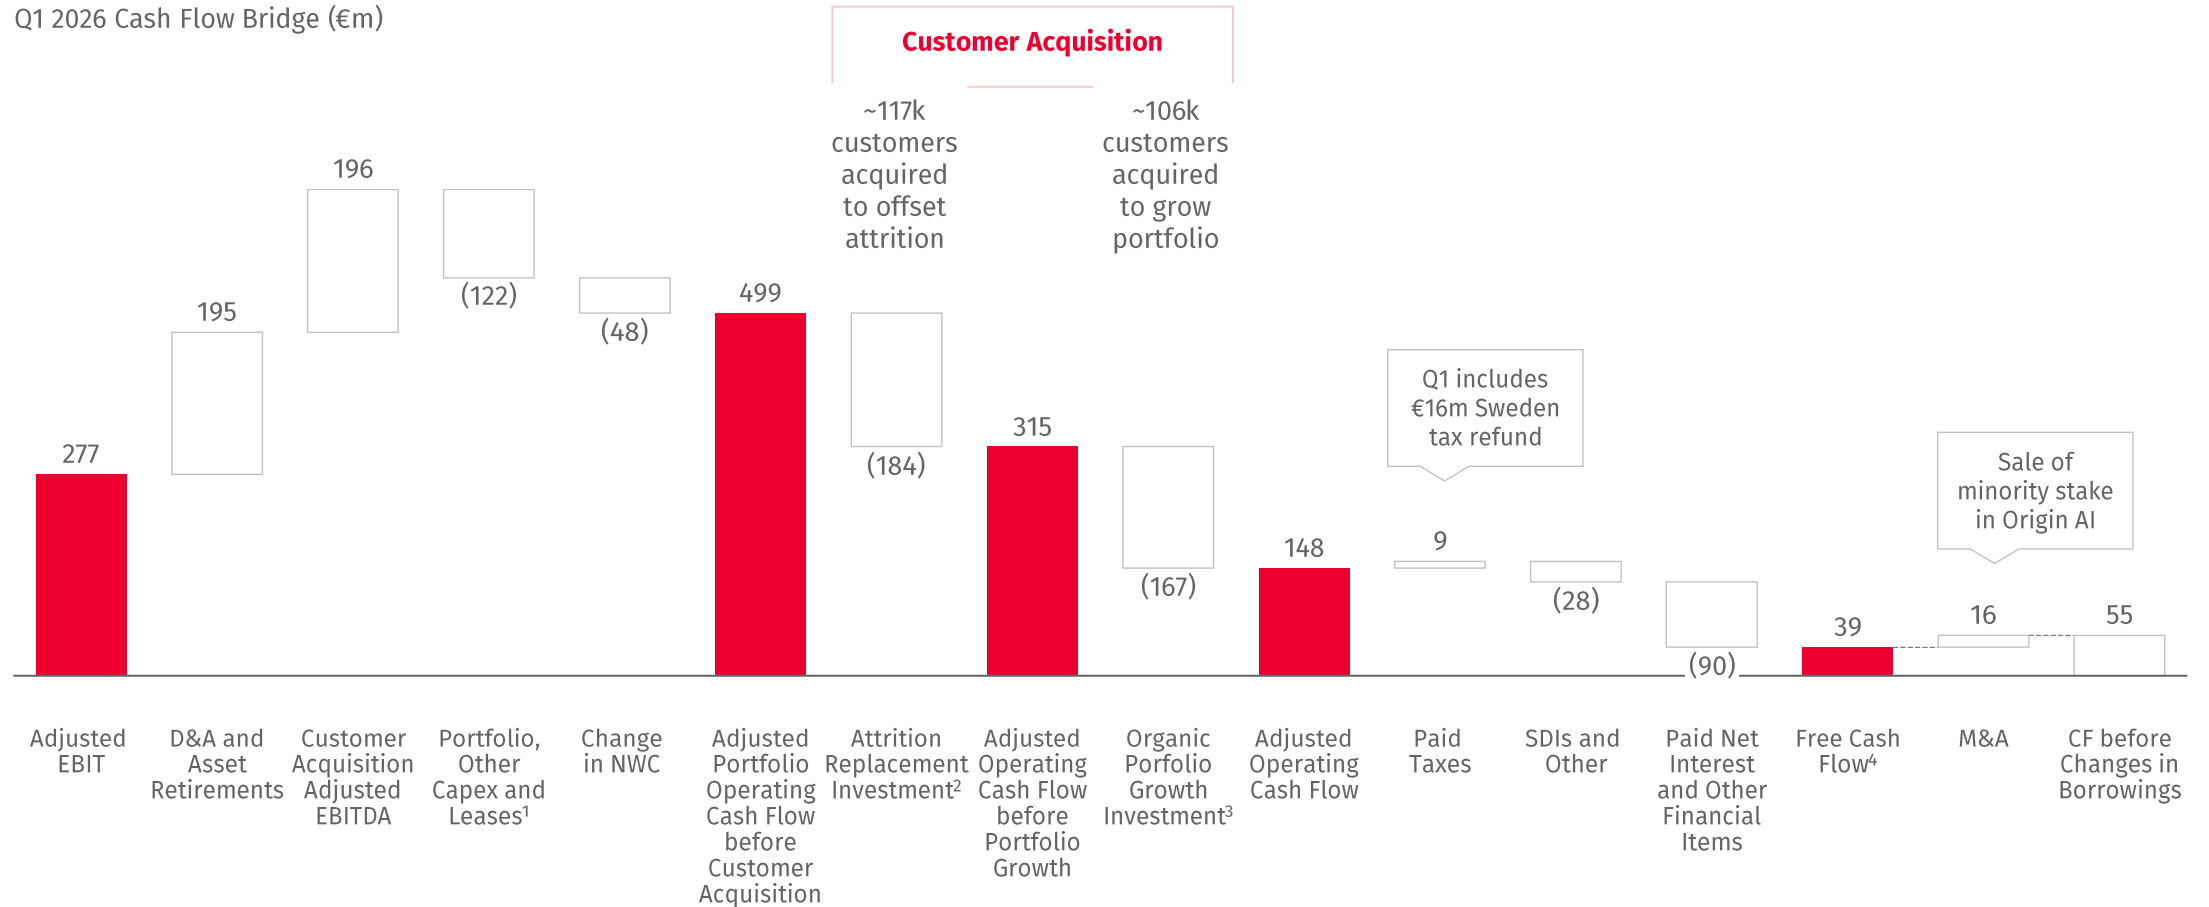 Q1 2026 Cash Flow Bridge (€m)
Customer Acquisition
~117k
customers
acquired
to offset
attrition
~106k
customers
acquired
to grow
portfolio
277
195
196
(122)
(48)
499
(184)
315
(167)
148
Q1 includes
€16m Sweden
tax refund
9
(28)
(90)
39
Sale of
minority stake
in Origin AI
16
55
Adjusted
EBIT
D&A and
Asset
Retirements
Customer
Acquisition
Adjusted
EBITDA
Portfolio,
Other
Capex and
Leases¹
Change
in NWC
Adjusted
Portfolio
Operating
Cash Flow
before
Customer
Acquisition
Attrition
Replacement
Investment²
Adjusted
Operating
Cash Flow
before
Portfolio
Growth
Organic
Porfolio
Growth
Investment³
Adjusted
Operating
Cash Flow
Paid
Taxes
SDIs and
Other
Paid Net
Interest
and Other
Financial
Items
Free Cash
Flow⁴
M&A
CF before
Changes in
Borrowings